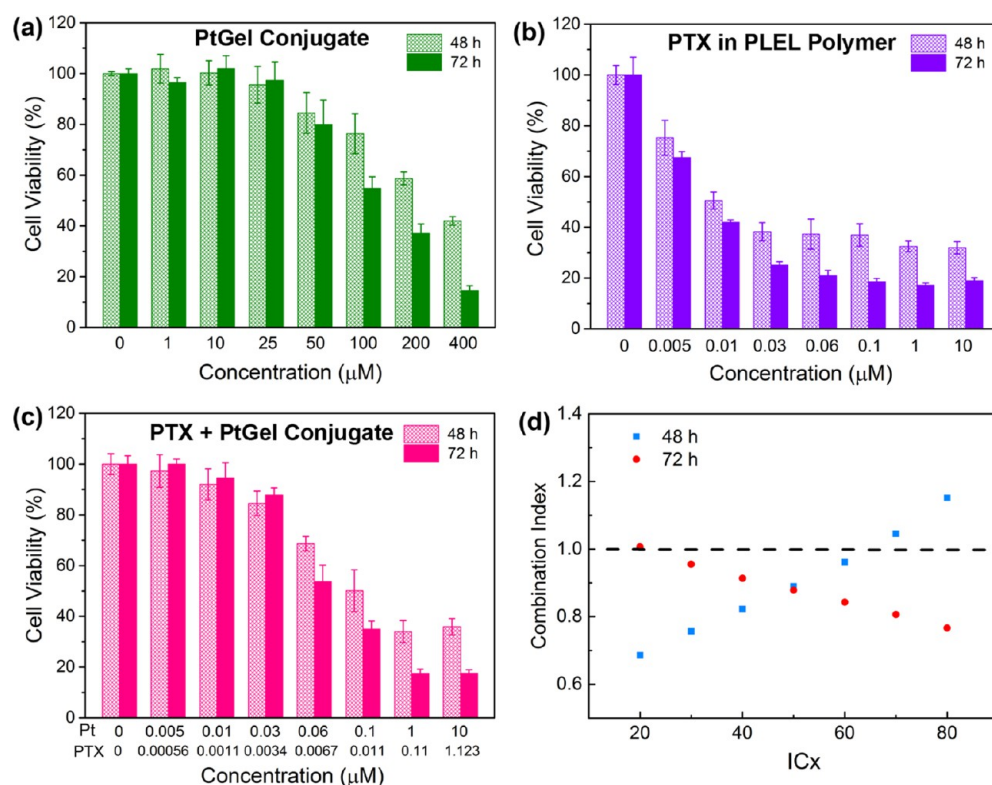 (a)
PtGel Conjugate
48 h
72 h
120
100
80
60
40
20
0
Cell Viability (%)
0 1 10 25 50 100 200 400
Concentration (μM)
(b)
PTX in PLEL Polymer
48 h
72 h
120
100
80
60
40
20
0
Cell Viability (%)
0 0.005 0.01 0.03 0.06 0.1 1 10
Concentration (μM)
(c)
PTX + PtGel Conjugate
48 h
72 h
120
100
80
60
40
20
0
Cell Viability (%)
Pt 0 0.005 0.01 0.03 0.06 0.1 1 10
PTX 0 0.00056 0.0011 0.0034 0.0067 0.011 0.11 1.123
Concentration (μM)
(d)
48 h
72 h
1.4
1.2
1.0
0.8
0.6
Combination Index
20 40 60 80
ICx